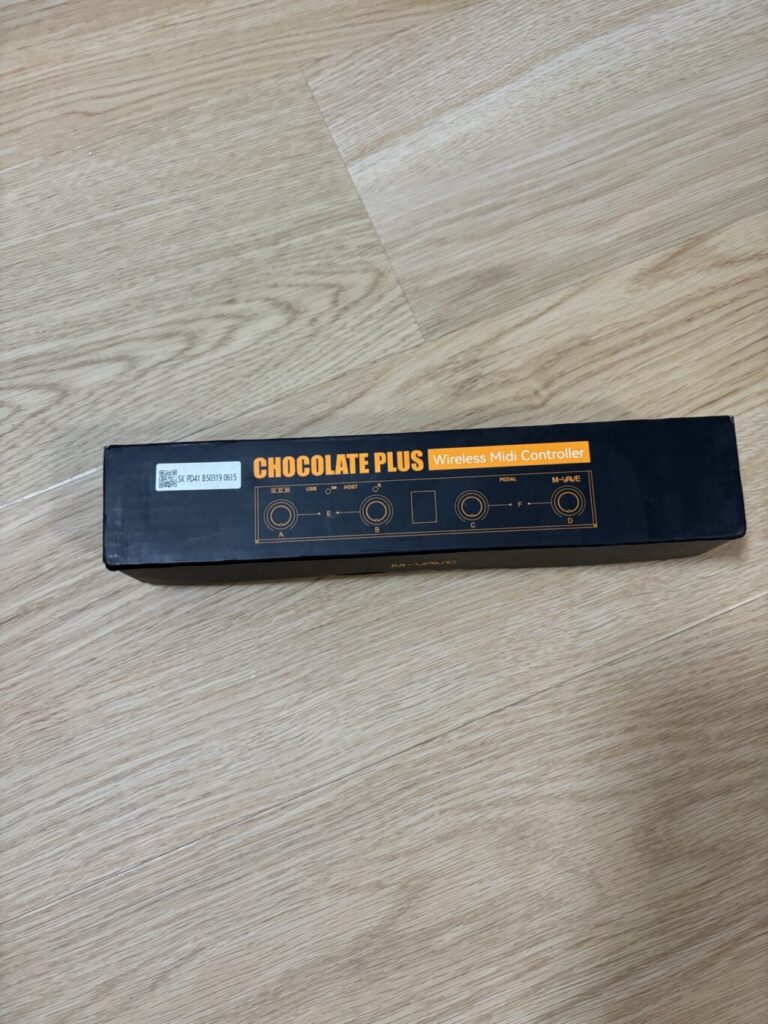 SK PD41 B50319 0615
CHOCOLATE PLUS Wireless Midi Controller
USB HOST PEDAL M-VAVE
E F
A B C D
M-VAVE